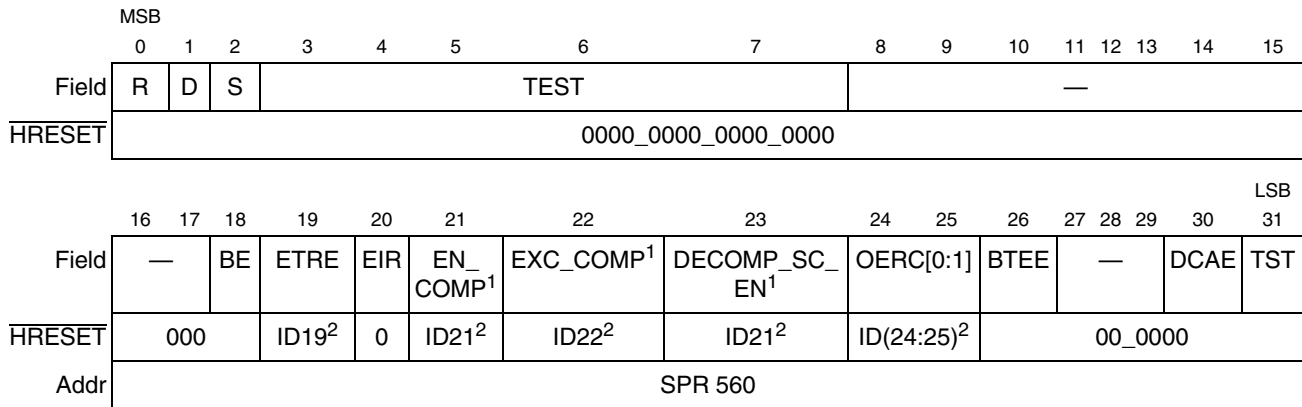 MSB
0 1 2 3 4 5 6 7 8 9 10 11 12 13 14 15
Field R D S TEST —
HRESET 0000_0000_0000_0000
LSB
16 17 18 19 20 21 22 23 24 25 26 27 28 29 30 31
Field — BE ETRE EIR EN_ EXC_COMP1 DECOMP_SC_ OERC[0:1] BTEE — DCAE TST
COMP1 EN1
HRESET 000 ID192 0 ID212 ID222 ID212 ID(24:25)2 00_0000
Addr SPR 560